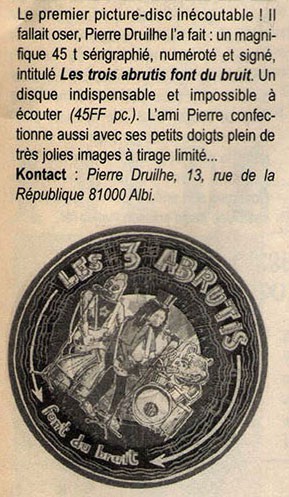 Le premier picture-disc inécoutable ! Il
fallait oser, Pierre Druilhe l'a fait : un magni-
fique 45 t sérigraphié, numéroté et signé,
intitulé Les trois abrutis font du bruit. Un
disque indispensable et impossible à
écouter (45FF pc.). L'ami Pierre confec-
tionne aussi avec ses petits doigts plein de
très jolies images à tirage limité...
Kontact : Pierre Druilhe, 13, rue de la
République 81000 Albi.
LES 3 ABRUTIS
font du bruit